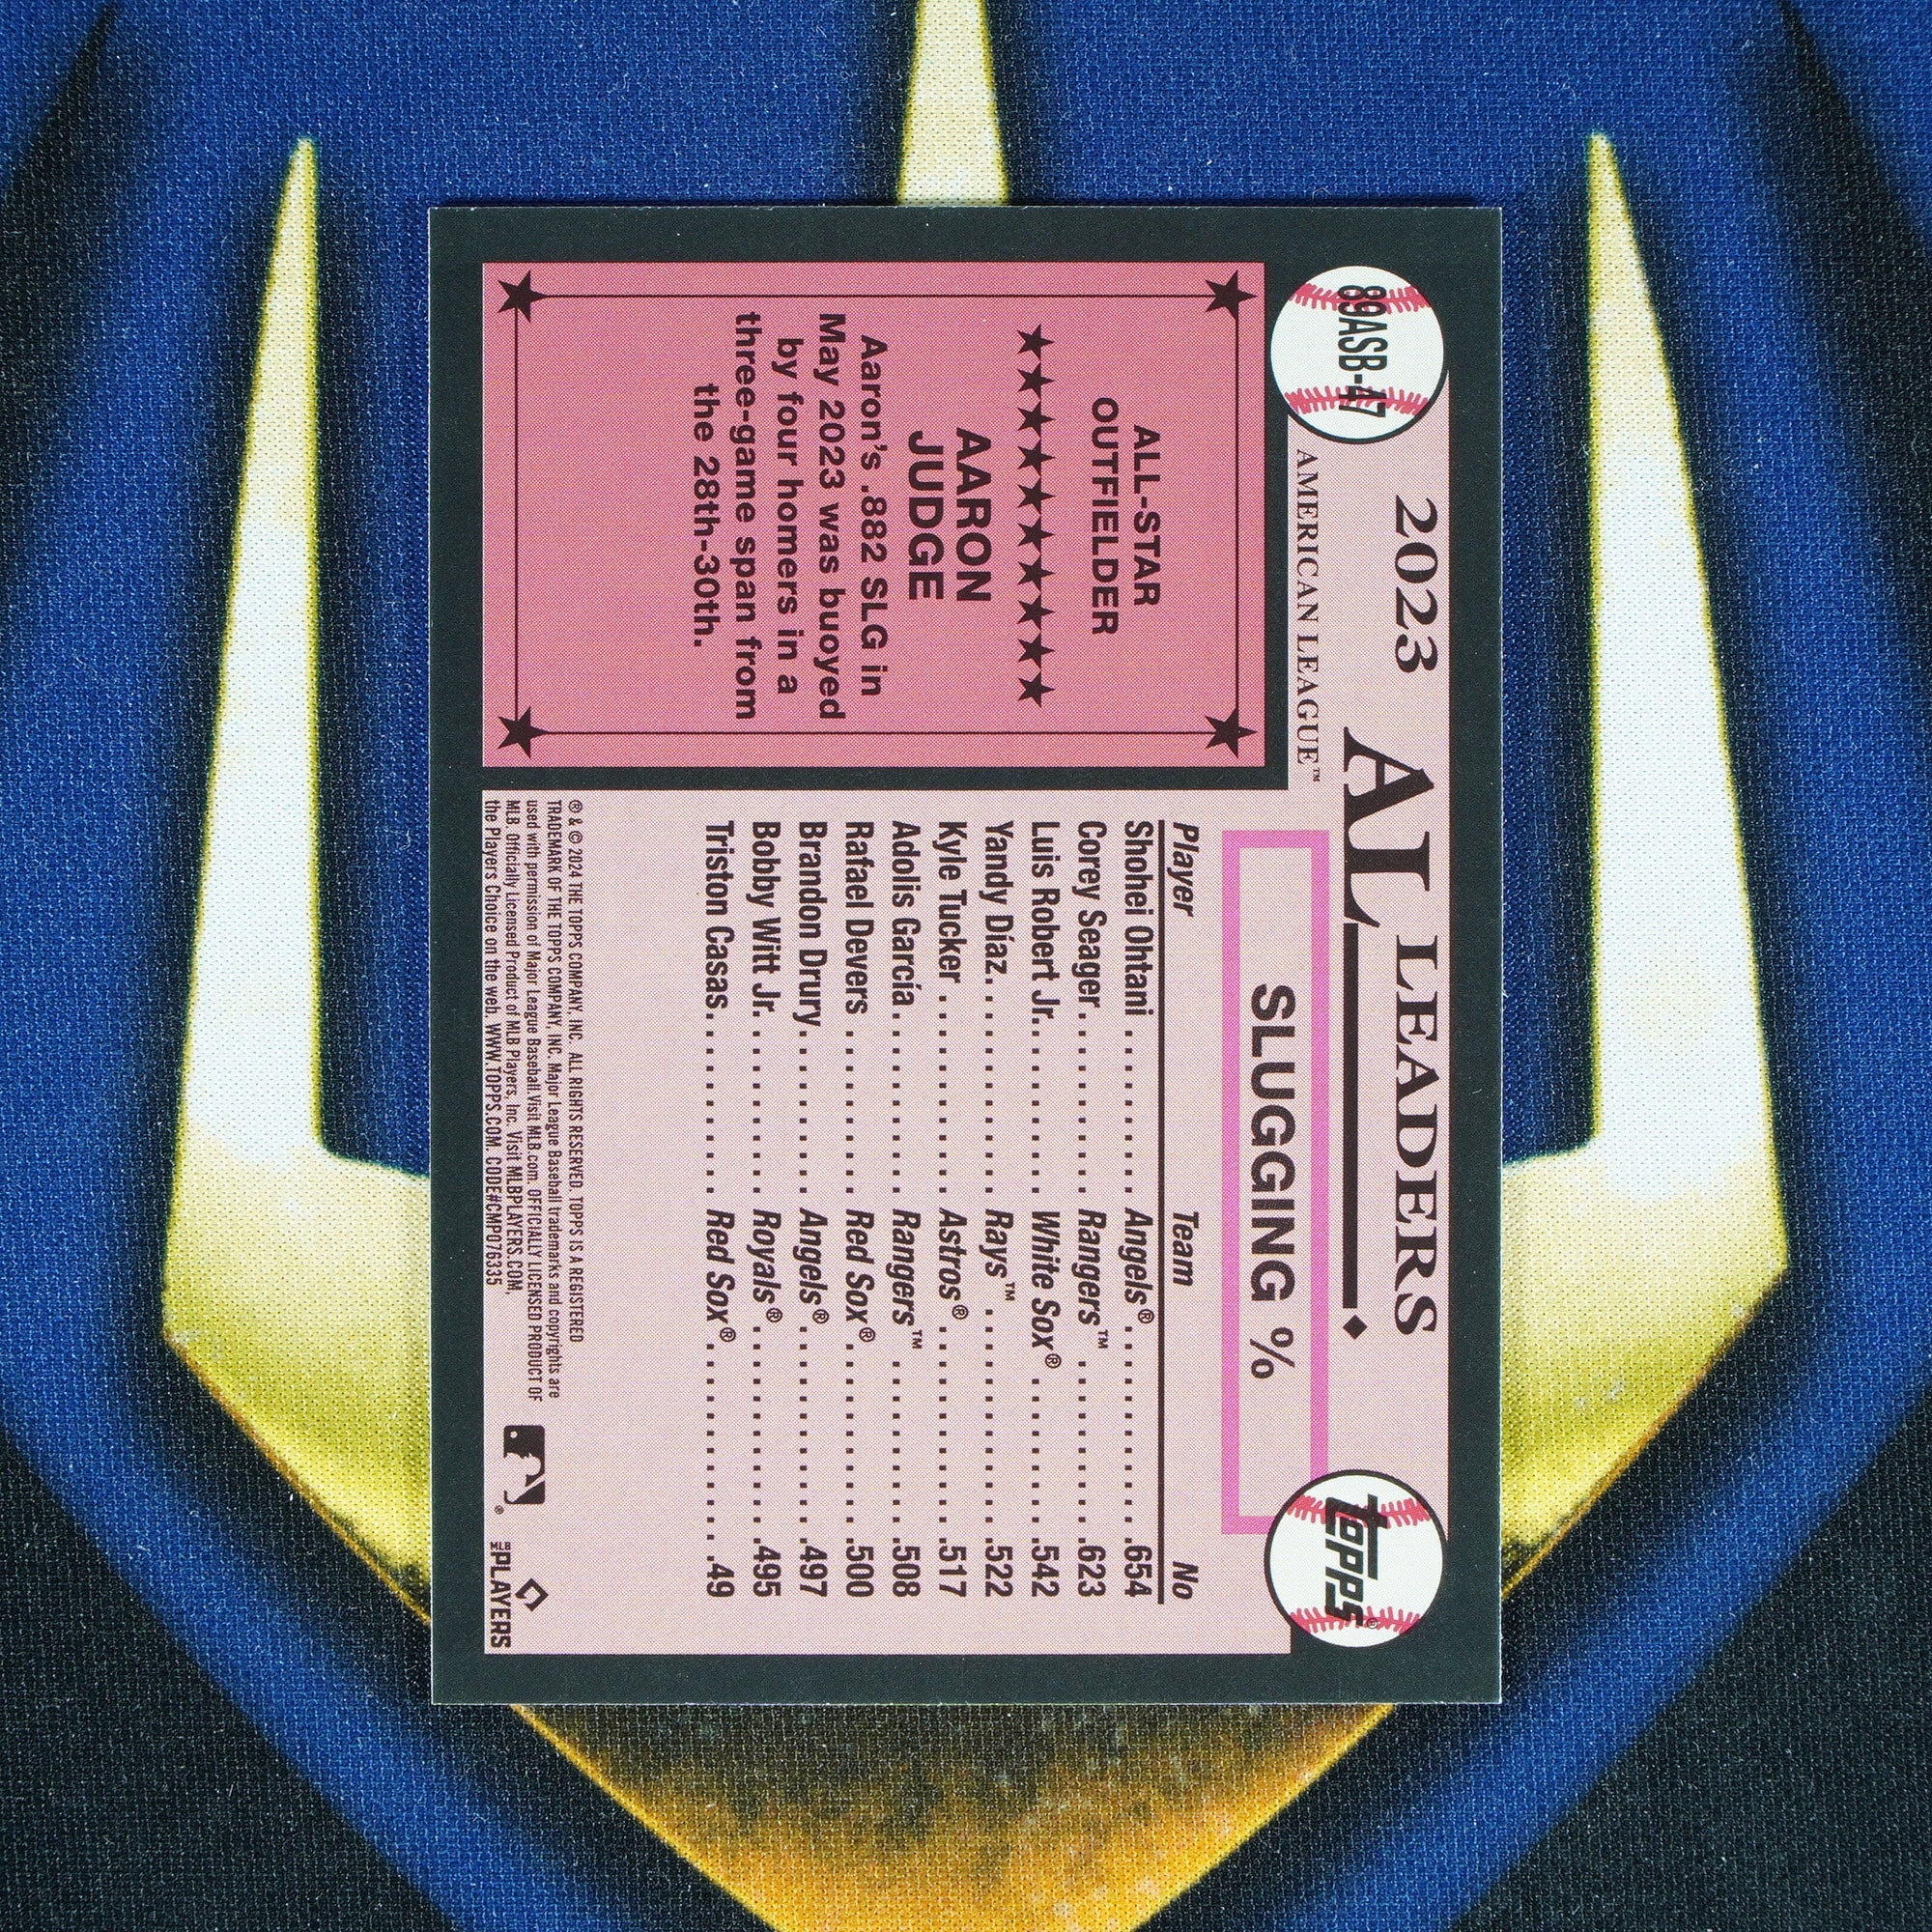 89ASB-47
2023 AL LEADERS
AMERICAN LEAGUE™
topps®
ALL-STAR
OUTFIELDER
AARON
JUDGE
Aaron's .882 SLG in
May 2023 was buoyed
by four homers in a
three-game span from
the 28th-30th.
SLUGGING %
Player Team No
Shohei Ohtani . . . . . . . . . Angels® . . . . . . . . . . .654
Corey Seager. . . . . . . . . . Rangers™ . . . . . . . . . .623
Luis Robert Jr. . . . . . . . . White Sox® . . . . . . . . .542
Yandy Díaz. . . . . . . . . . . Rays™ . . . . . . . . . . . .522
Kyle Tucker . . . . . . . . . . Astros® . . . . . . . . . . .517
Adolis García. . . . . . . . . Rangers™ . . . . . . . . . .508
Rafael Devers . . . . . . . . Red Sox® . . . . . . . . . .500
Brandon Drury. . . . . . . . Angels® . . . . . . . . . . .497
Bobby Witt Jr. . . . . . . . . Royals® . . . . . . . . . . .495
Triston Casas. . . . . . . . . Red Sox® . . . . . . . . . . .49
® & © 2024 THE TOPPS COMPANY, INC. ALL RIGHTS RESERVED. TOPPS IS A REGISTERED
TRADEMARK OF THE TOPPS COMPANY, INC. Major League Baseball trademarks and copyrights are
used with permission of Major League Baseball. Visit MLB.com. OFFICIALLY LICENSED PRODUCT OF
MLB. Officially Licensed Product of MLB Players, Inc. Visit MLBPLAYERS.COM,
the Players Choice on the web. WWW.TOPPS.COM. CODE#CMP076335
MLB
PLAYERS